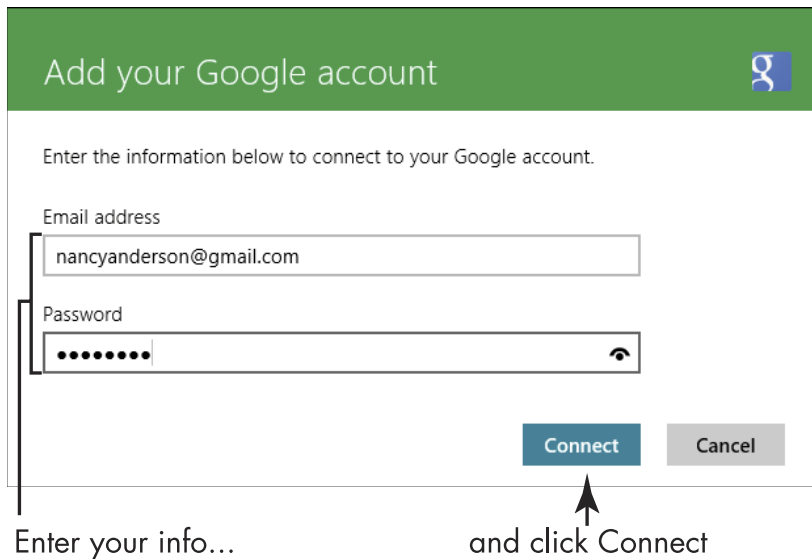 Add your Google account
g
Enter the information below to connect to your Google account.
Email address
nancyanderson@gmail.com
Password
••••••••
Connect Cancel
Enter your info... and click Connect